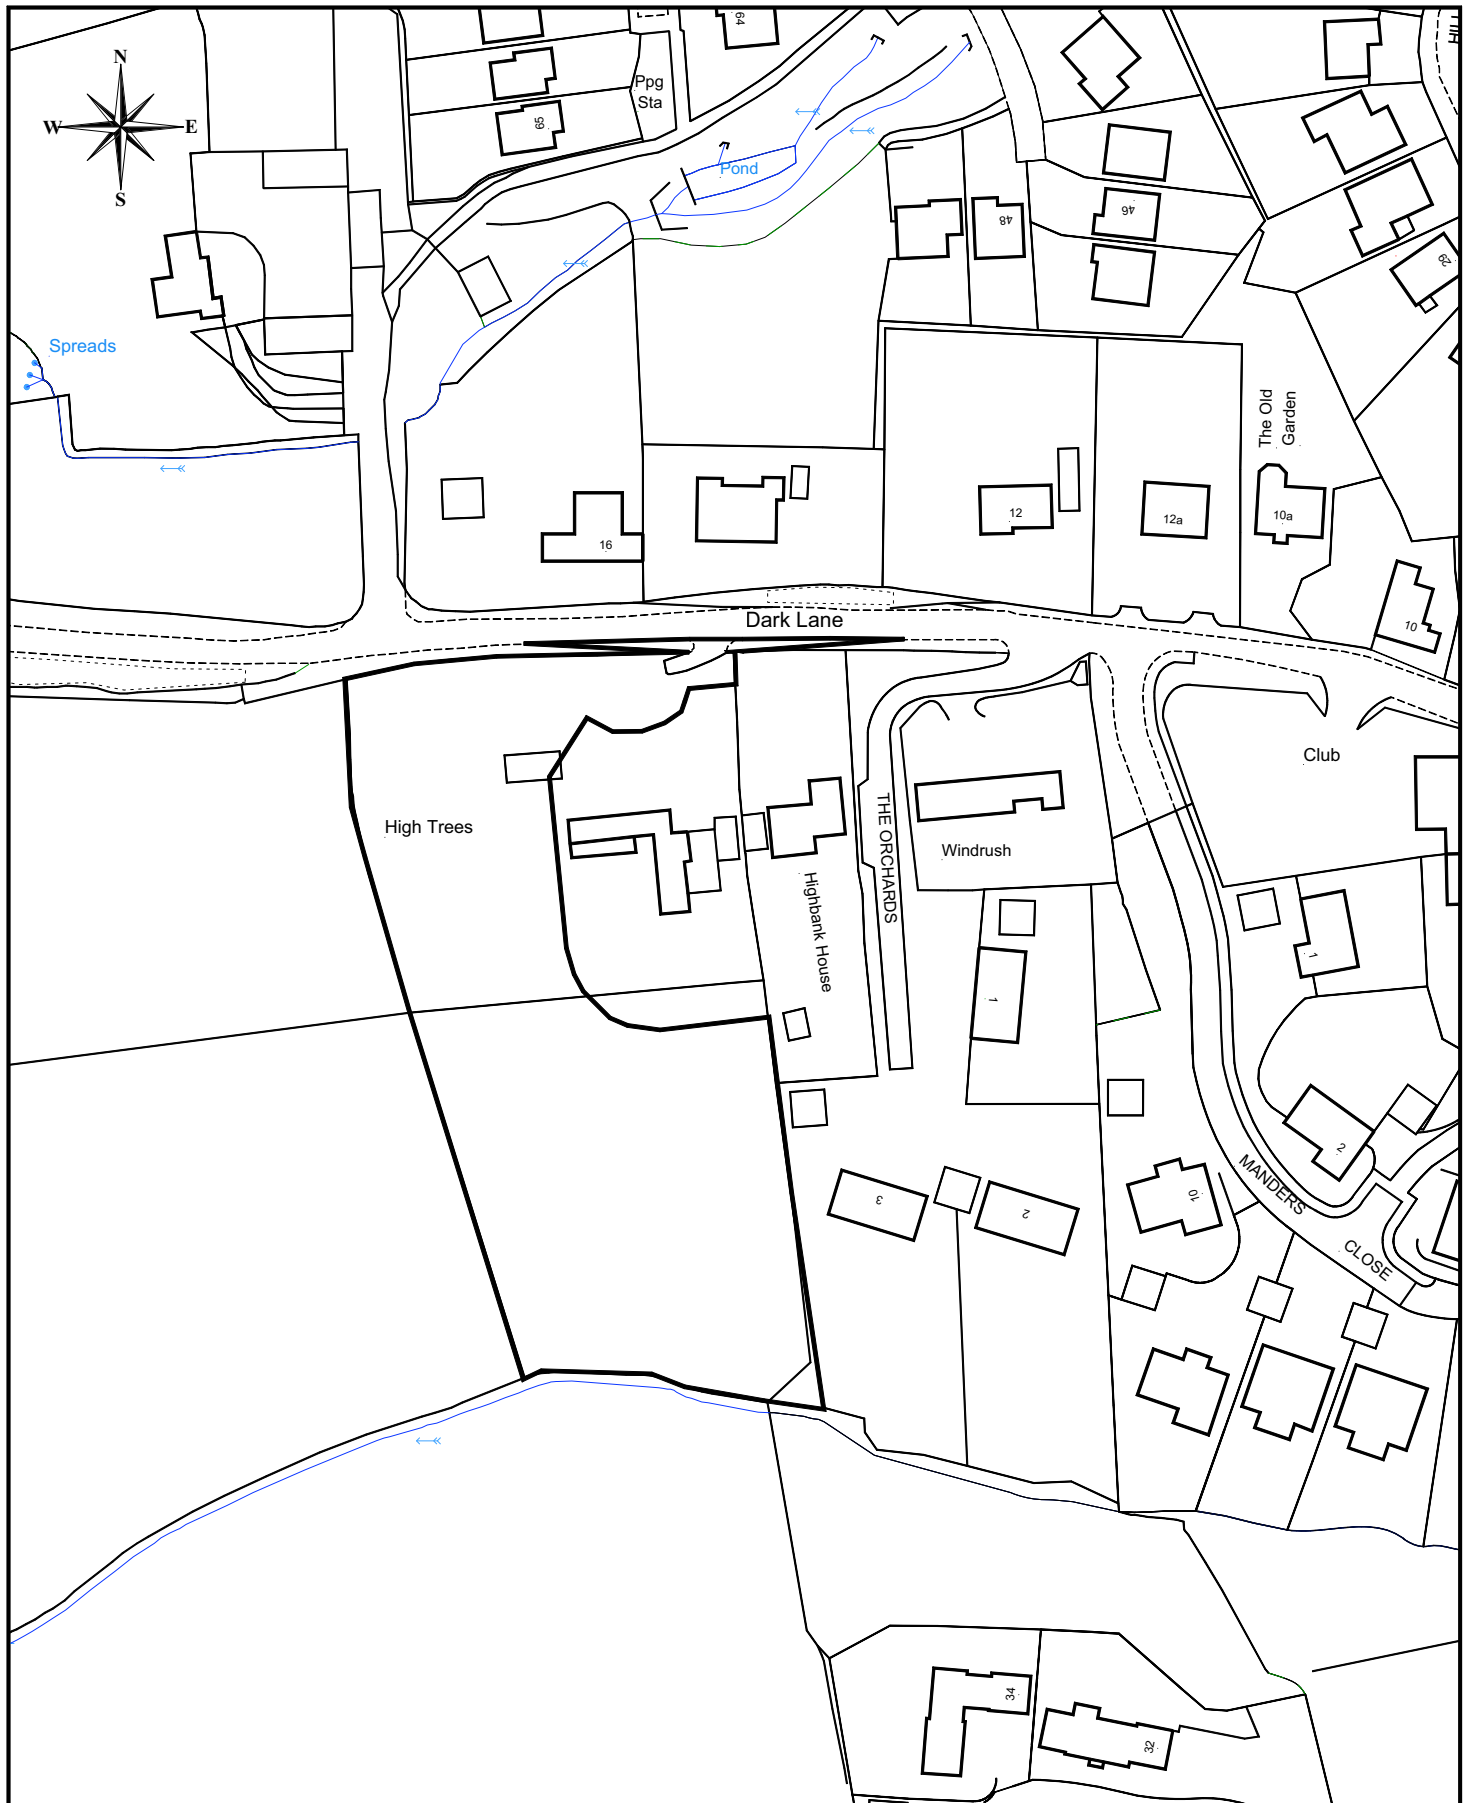 64
N
W
E
S
Ppg
Sta
65
Pond
48
46
29
Spreads
The Old
Garden
16
12
12a
10a
10
Dark Lane
Club
High Trees
Windrush
THE ORCHARDS
Highbank House
1
1
2
MANDERS
CLOSE
10
3
2
34
32